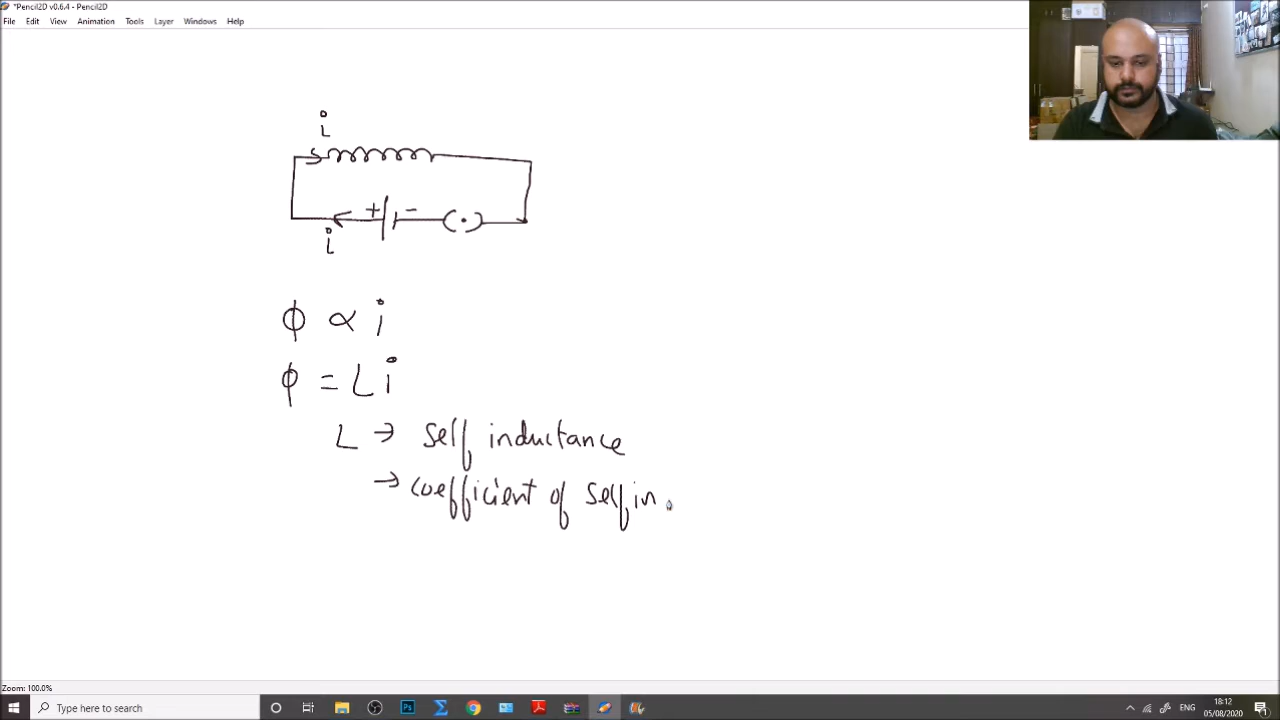 *Pencil2D v0.6.4 - Pencil2D
File Edit View Animation Tools Layer Windows Help
i
+ -
i
ϕ ∝ i
ϕ = L i
L → self inductance
→ coefficient of self in
Zoom: 100.0%
Type here to search
ENG
18:12
05/08/2020